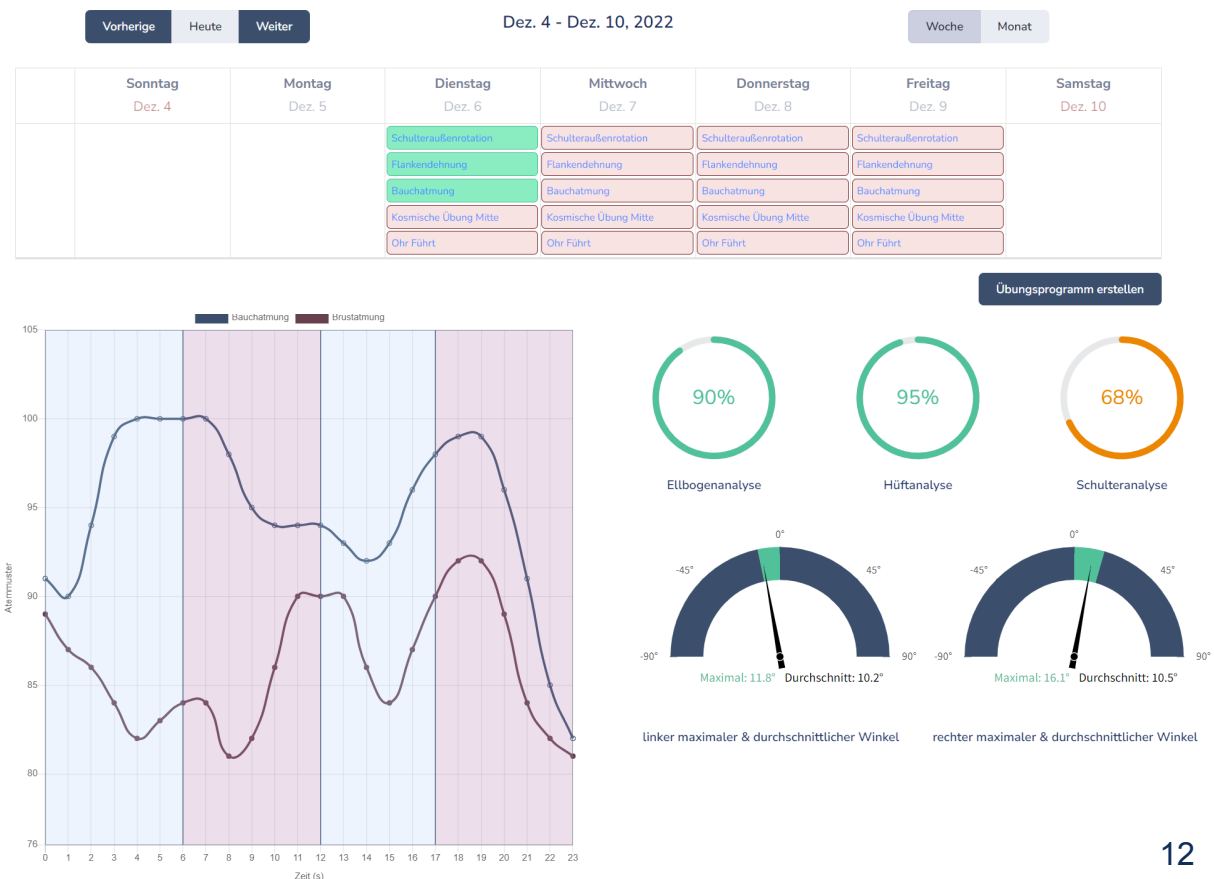 Vorherige Heute Weiter Dez. 4 - Dez. 10, 2022 Woche Monat
Sonntag Montag Dienstag Mittwoch Donnerstag Freitag Samstag
Dez. 4 Dez. 5 Dez. 6 Dez. 7 Dez. 8 Dez. 9 Dez. 10
Schulteraußenrotation Schulteraußenrotation Schulteraußenrotation Schulteraußenrotation
Flankendehnung Flankendehnung Flankendehnung Flankendehnung
Bauchatmung Bauchatmung Bauchatmung Bauchatmung
Kosmische Übung Mitte Kosmische Übung Mitte Kosmische Übung Mitte Kosmische Übung Mitte
Ohr Führt Ohr Führt Ohr Führt Ohr Führt
Übungsprogramm erstellen
Bauchatmung Brustatmung
105
100
95
90
85
80
76
Atemmuster
0 1 2 3 4 5 6 7 8 9 10 11 12 13 14 15 16 17 18 19 20 21 22 23
Zeit (s)
90% 95% 68%
Ellbogenanalyse Hüftanalyse Schulteranalyse
0° 0°
-45° 45° -45° 45°
-90° 90° -90° 90°
Maximal: 11.8° Durchschnitt: 10.2° Maximal: 16.1° Durchschnitt: 10.5°
linker maximaler & durchschnittlicher Winkel rechter maximaler & durchschnittlicher Winkel
12